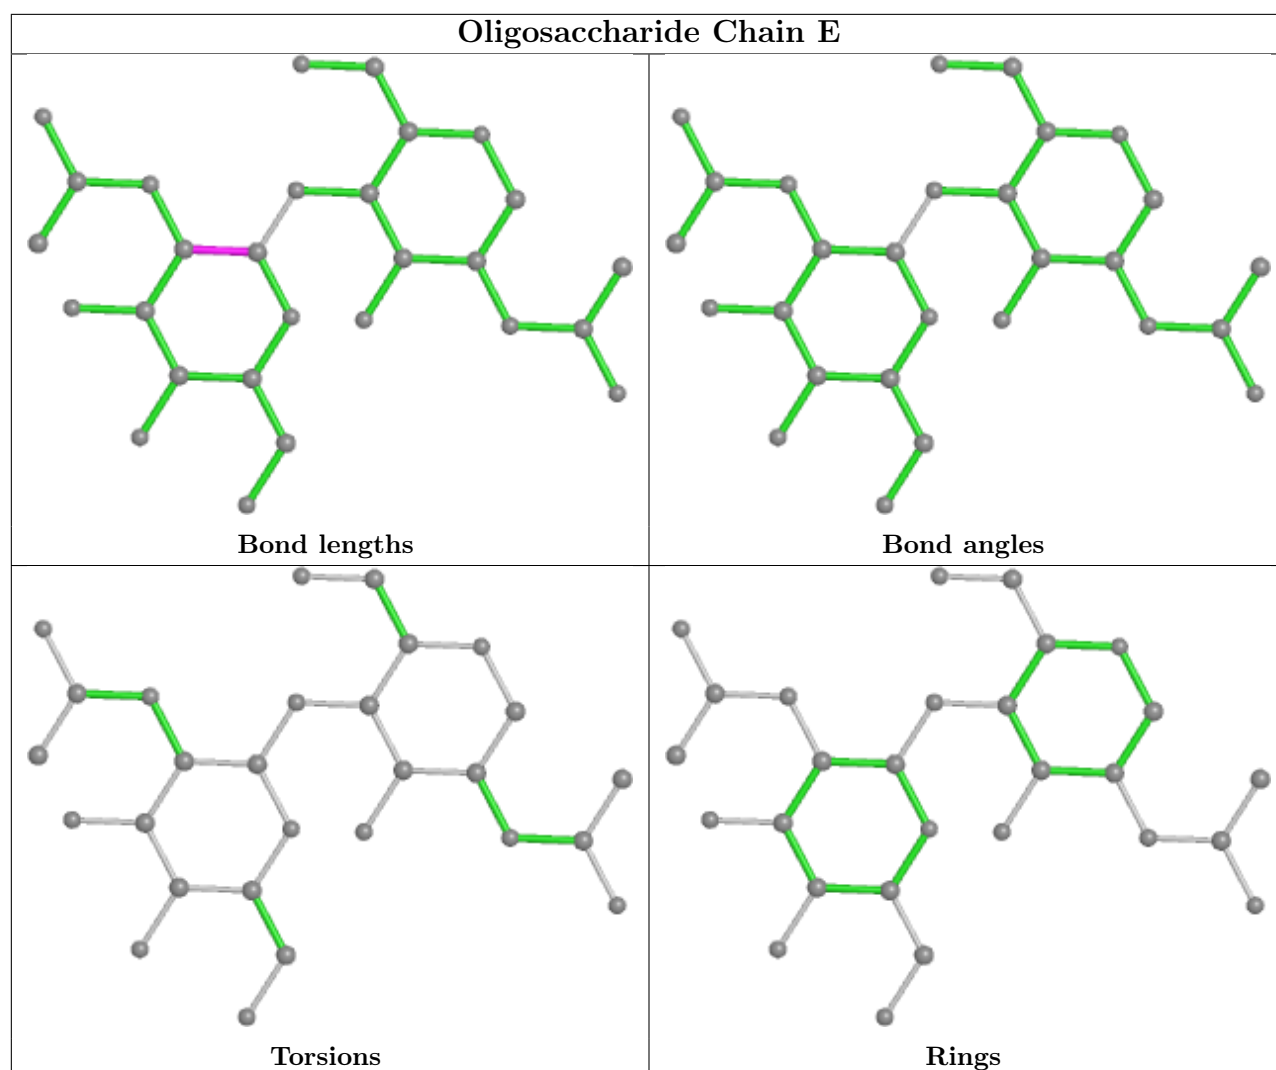 Oligosaccharide Chain E
Bond lengths
Bond angles
Torsions
Rings